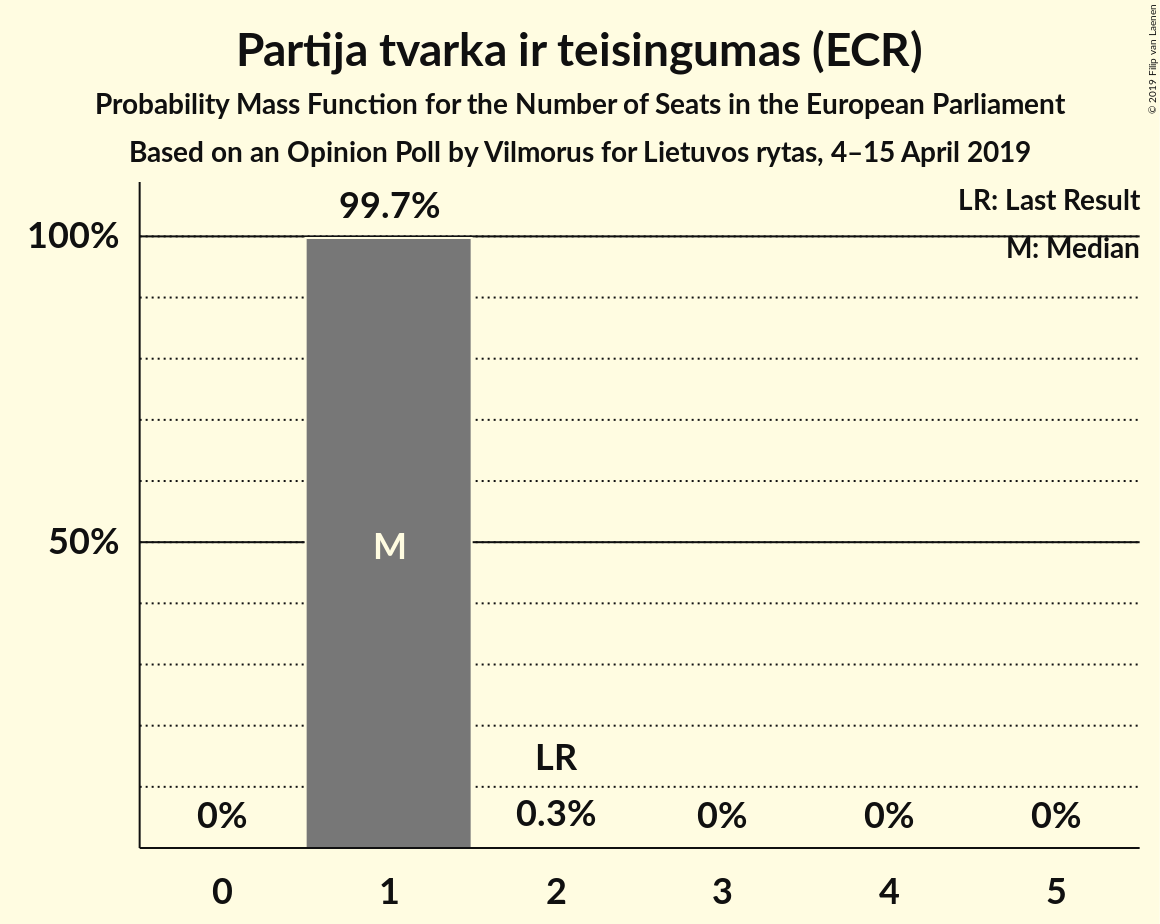 Partija tvarka ir teisingumas (ECR)
Probability Mass Function for the Number of Seats in the European Parliament
Based on an Opinion Poll by Vilmorus for Lietuvos rytas, 4–15 April 2019
© 2019 Filip van Laenen
LR: Last Result
M: Median
99.7%
100%
50%
M
LR
0% 0.3% 0% 0% 0%
0 1 2 3 4 5